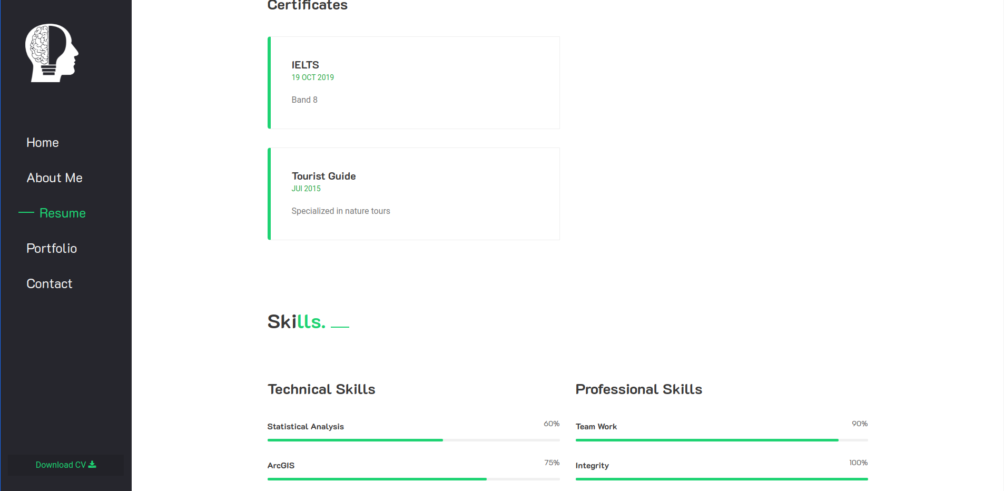 Home
About Me
Resume
Portfolio
Contact
Download CV
Certificates
IELTS
19 OCT 2019
Band 8
Tourist Guide
JUl 2015
Specialized in nature tours
Skills.
Technical Skills
Statistical Analysis 60%
ArcGIS 75%
Professional Skills
Team Work 90%
Integrity 100%